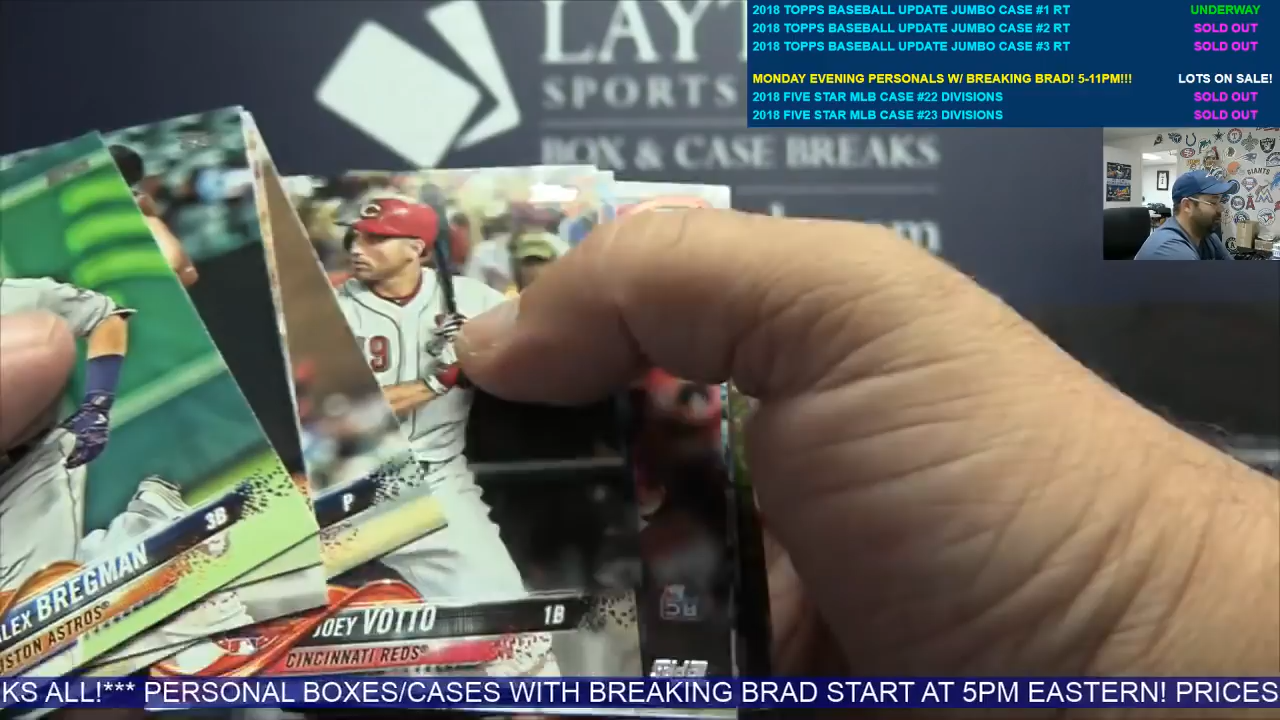 2018 TOPPS BASEBALL UPDATE JUMBO CASE #1 RT UNDERWAY
2018 TOPPS BASEBALL UPDATE JUMBO CASE #2 RT SOLD OUT
2018 TOPPS BASEBALL UPDATE JUMBO CASE #3 RT SOLD OUT
MONDAY EVENING PERSONALS W/ BREAKING BRAD! 5-11PM!!! LOTS ON SALE!
2018 FIVE STAR MLB CASE #22 DIVISIONS SOLD OUT
2018 FIVE STAR MLB CASE #23 DIVISIONS SOLD OUT
SPORTS
BOX & CASE BREAKS
GIANTS
9
3B
BREGMAN
ASTROS®
P
JOEY VOTTO 1B
CINCINNATI REDS®
KS ALL!*** PERSONAL BOXES/CASES WITH BREAKING BRAD START AT 5PM EASTERN! PRICES